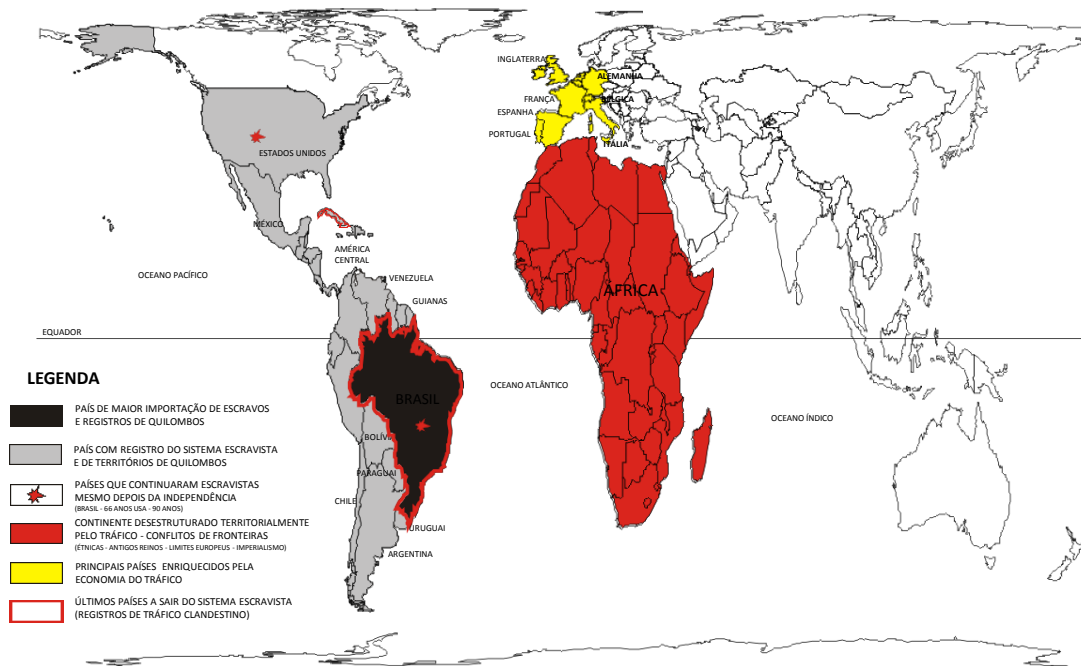 INGLATERRA
ALEMANHA
FRANÇA
BÉLGICA
ESPANHA
PORTUGAL
ITÁLIA
ESTADOS UNIDOS
MÉXICO
AMÉRICA
CENTRAL
VENEZUELA
OCEANO PACÍFICO
GUIANAS
ÁFRICA
EQUADOR
LEGENDA
PAÍS DE MAIOR IMPORTAÇÃO DE ESCRAVOS
E REGISTROS DE QUILOMBOS
PAÍS COM REGISTRO DO SISTEMA ESCRAVISTA
E DE TERRITÓRIOS DE QUILOMBOS
PAÍSES QUE CONTINUARAM ESCRAVISTAS
MESMO DEPOIS DA INDEPENDÊNCIA
(BRASIL - 66 ANOS USA - 90 ANOS)
CONTINENTE DESESTRUTURADO TERRITORIALMENTE
PELO TRÁFICO - CONFLITOS DE FRONTEIRAS
(ÉTNICAS - ANTIGOS REINOS - LIMITES EUROPEUS - IMPERIALISMO)
PRINCIPAIS PAÍSES ENRIQUECIDOS PELA
ECONOMIA DO TRÁFICO
ÚLTIMOS PAÍSES A SAIR DO SISTEMA ESCRAVISTA
(REGISTROS DE TRÁFICO CLANDESTINO)
BRASIL
OCEANO ATLÂNTICO
OCEANO ÍNDICO
BOLÍVIA
PARAGUAI
CHILE
URUGUAI
ARGENTINA